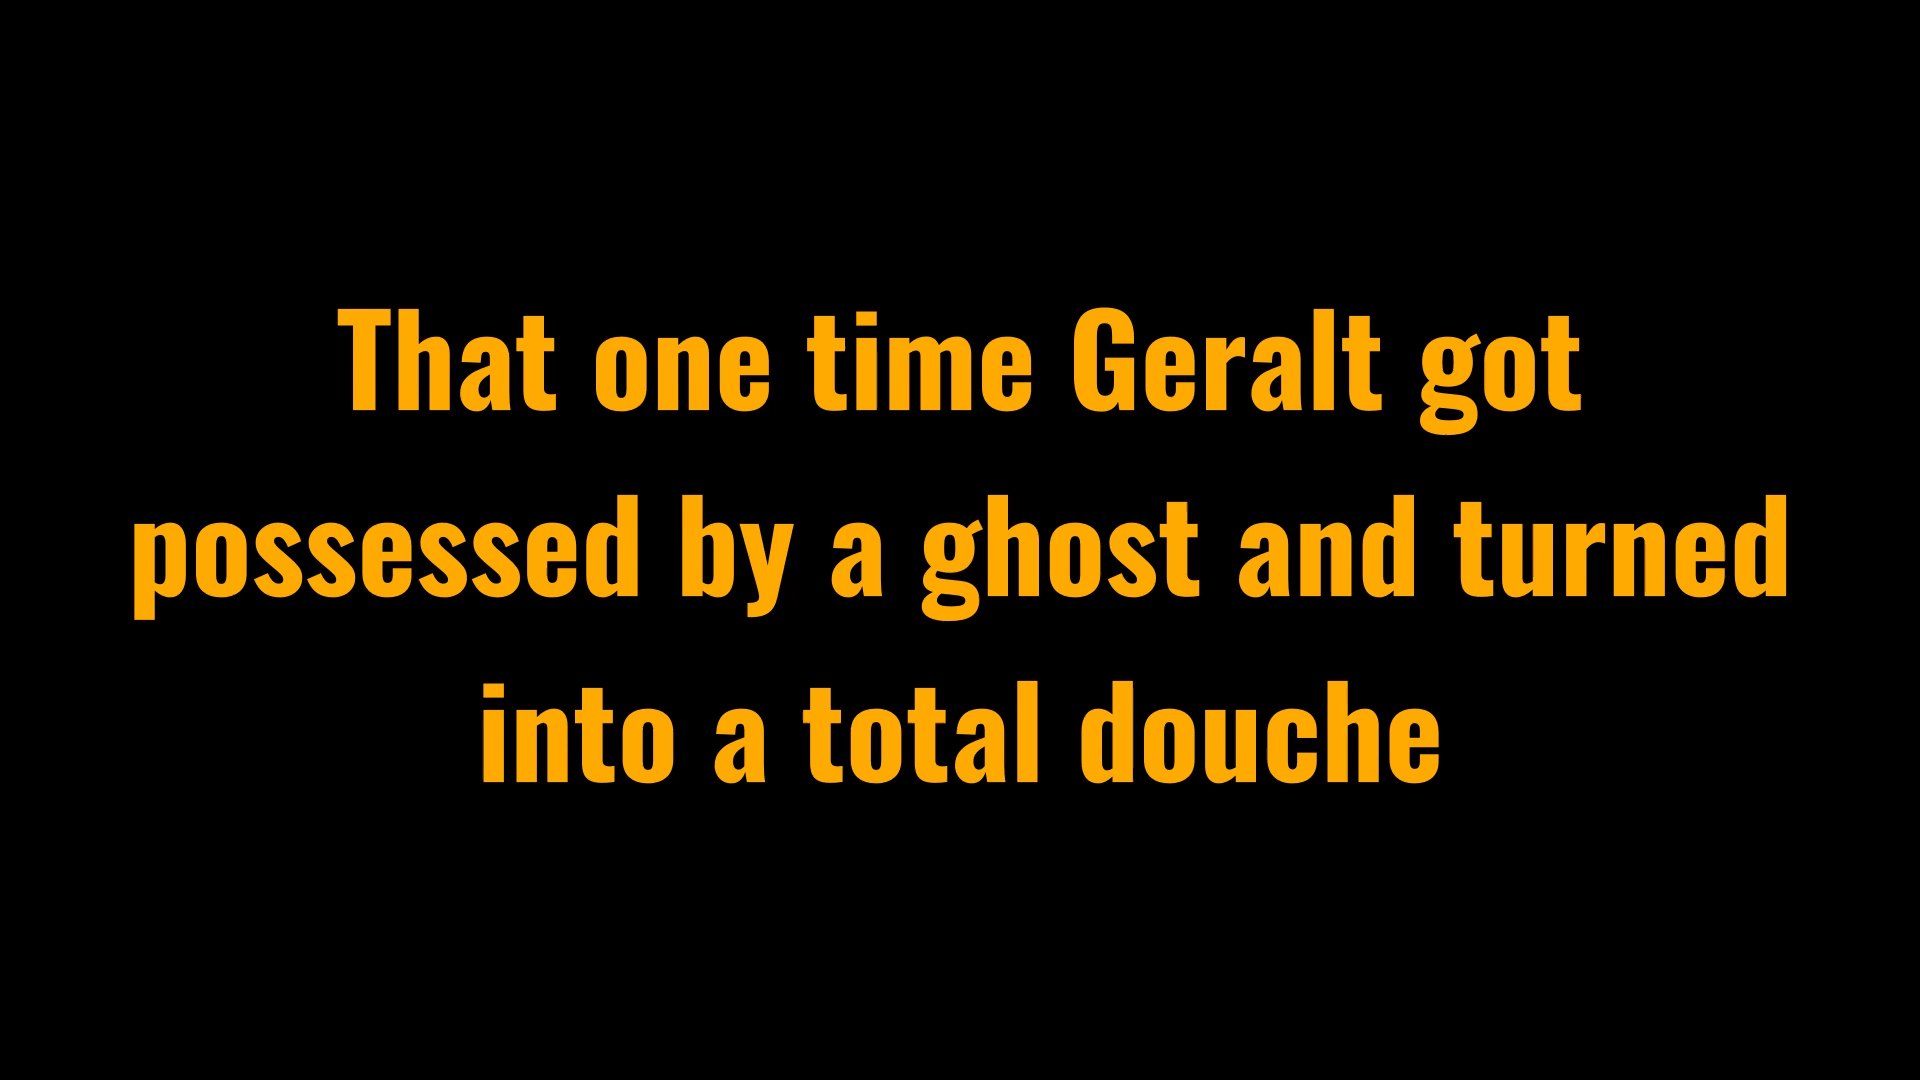 That one time Geralt got
possessed by a ghost and turned
into a total douche